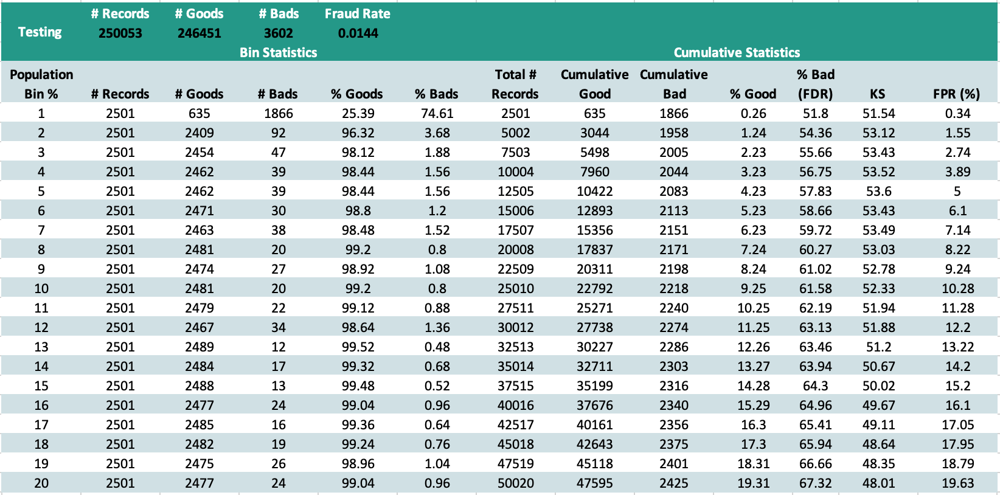 # Records # Goods # Bads Fraud Rate
Testing 250053 246451 3602 0.0144
Bin Statistics Cumulative Statistics
Population Total # Cumulative Cumulative % Bad
Bin % # Records # Goods # Bads % Goods % Bads Records Good Bad % Good (FDR) KS FPR (%)
1 2501 635 1866 25.39 74.61 2501 635 1866 0.26 51.8 51.54 0.34
2 2501 2409 92 96.32 3.68 5002 3044 1958 1.24 54.36 53.12 1.55
3 2501 2454 47 98.12 1.88 7503 5498 2005 2.23 55.66 53.43 2.74
4 2501 2462 39 98.44 1.56 10004 7960 2044 3.23 56.75 53.52 3.89
5 2501 2462 39 98.44 1.56 12505 10422 2083 4.23 57.83 53.6 5
6 2501 2471 30 98.8 1.2 15006 12893 2113 5.23 58.66 53.43 6.1
7 2501 2463 38 98.48 1.52 17507 15356 2151 6.23 59.72 53.49 7.14
8 2501 2481 20 99.2 0.8 20008 17837 2171 7.24 60.27 53.03 8.22
9 2501 2474 27 98.92 1.08 22509 20311 2198 8.24 61.02 52.78 9.24
10 2501 2481 20 99.2 0.8 25010 22792 2218 9.25 61.58 52.33 10.28
11 2501 2479 22 99.12 0.88 27511 25271 2240 10.25 62.19 51.94 11.28
12 2501 2467 34 98.64 1.36 30012 27738 2274 11.25 63.13 51.88 12.2
13 2501 2489 12 99.52 0.48 32513 30227 2286 12.26 63.46 51.2 13.22
14 2501 2484 17 99.32 0.68 35014 32711 2303 13.27 63.94 50.67 14.2
15 2501 2488 13 99.48 0.52 37515 35199 2316 14.28 64.3 50.02 15.2
16 2501 2477 24 99.04 0.96 40016 37676 2340 15.29 64.96 49.67 16.1
17 2501 2485 16 99.36 0.64 42517 40161 2356 16.3 65.41 49.11 17.05
18 2501 2482 19 99.24 0.76 45018 42643 2375 17.3 65.94 48.64 17.95
19 2501 2475 26 98.96 1.04 47519 45118 2401 18.31 66.66 48.35 18.79
20 2501 2477 24 99.04 0.96 50020 47595 2425 19.31 67.32 48.01 19.63